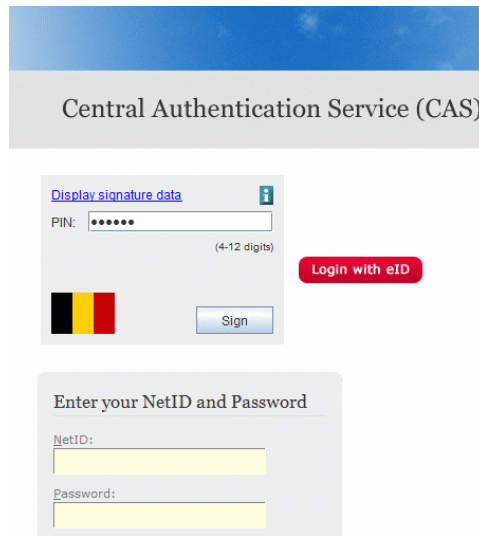 Central Authentication Service (CAS)
Display signature data
PIN: ••••••
(4-12 digits)
Login with eID
Sign
Enter your NetID and Password
NetID:
Password: